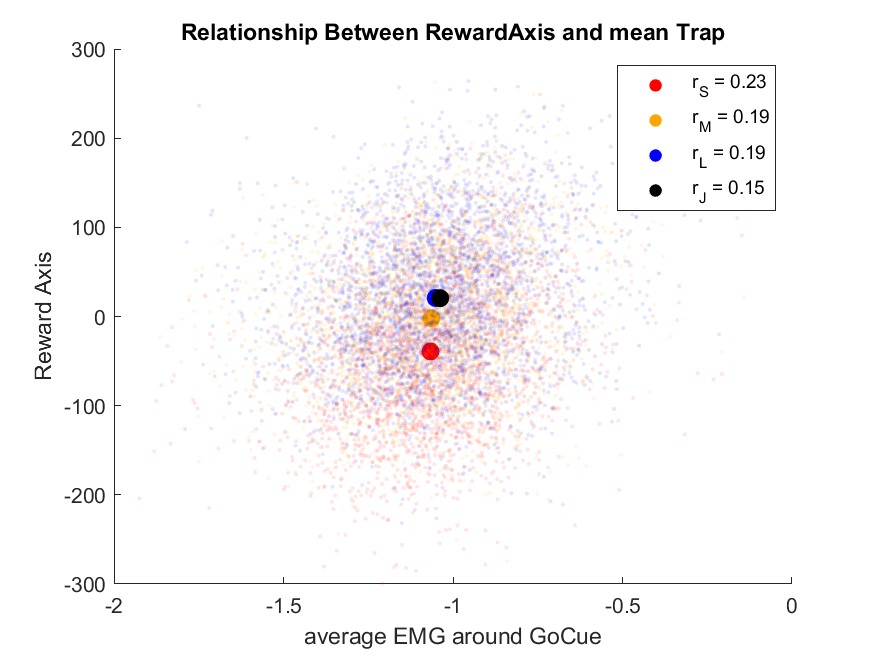 Relationship Between RewardAxis and mean Trap
300
200
100
0
-100
-200
-300
Reward Axis
-2
-1.5
-1
-0.5
0
average EMG around GoCue
r_S = 0.23
r_M = 0.19
r_L = 0.19
r_J = 0.15